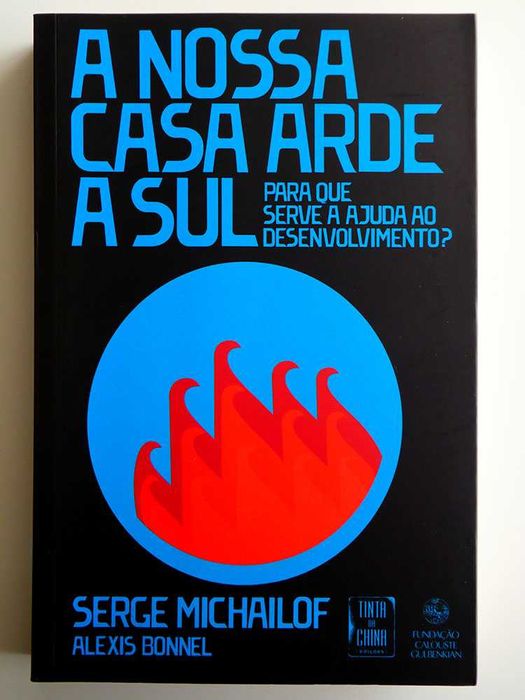 A NOSSA
CASA ARDE
A SUL
PARA QUE
SERVE A AJUDA AO
DESENVOLVIMENTO?
SERGE MICHAILOF
ALEXIS BONNEL
TINTA
DA
CHINA
EDIÇÕES
FUNDAÇÃO
CALOUSTE
GULBENKIAN